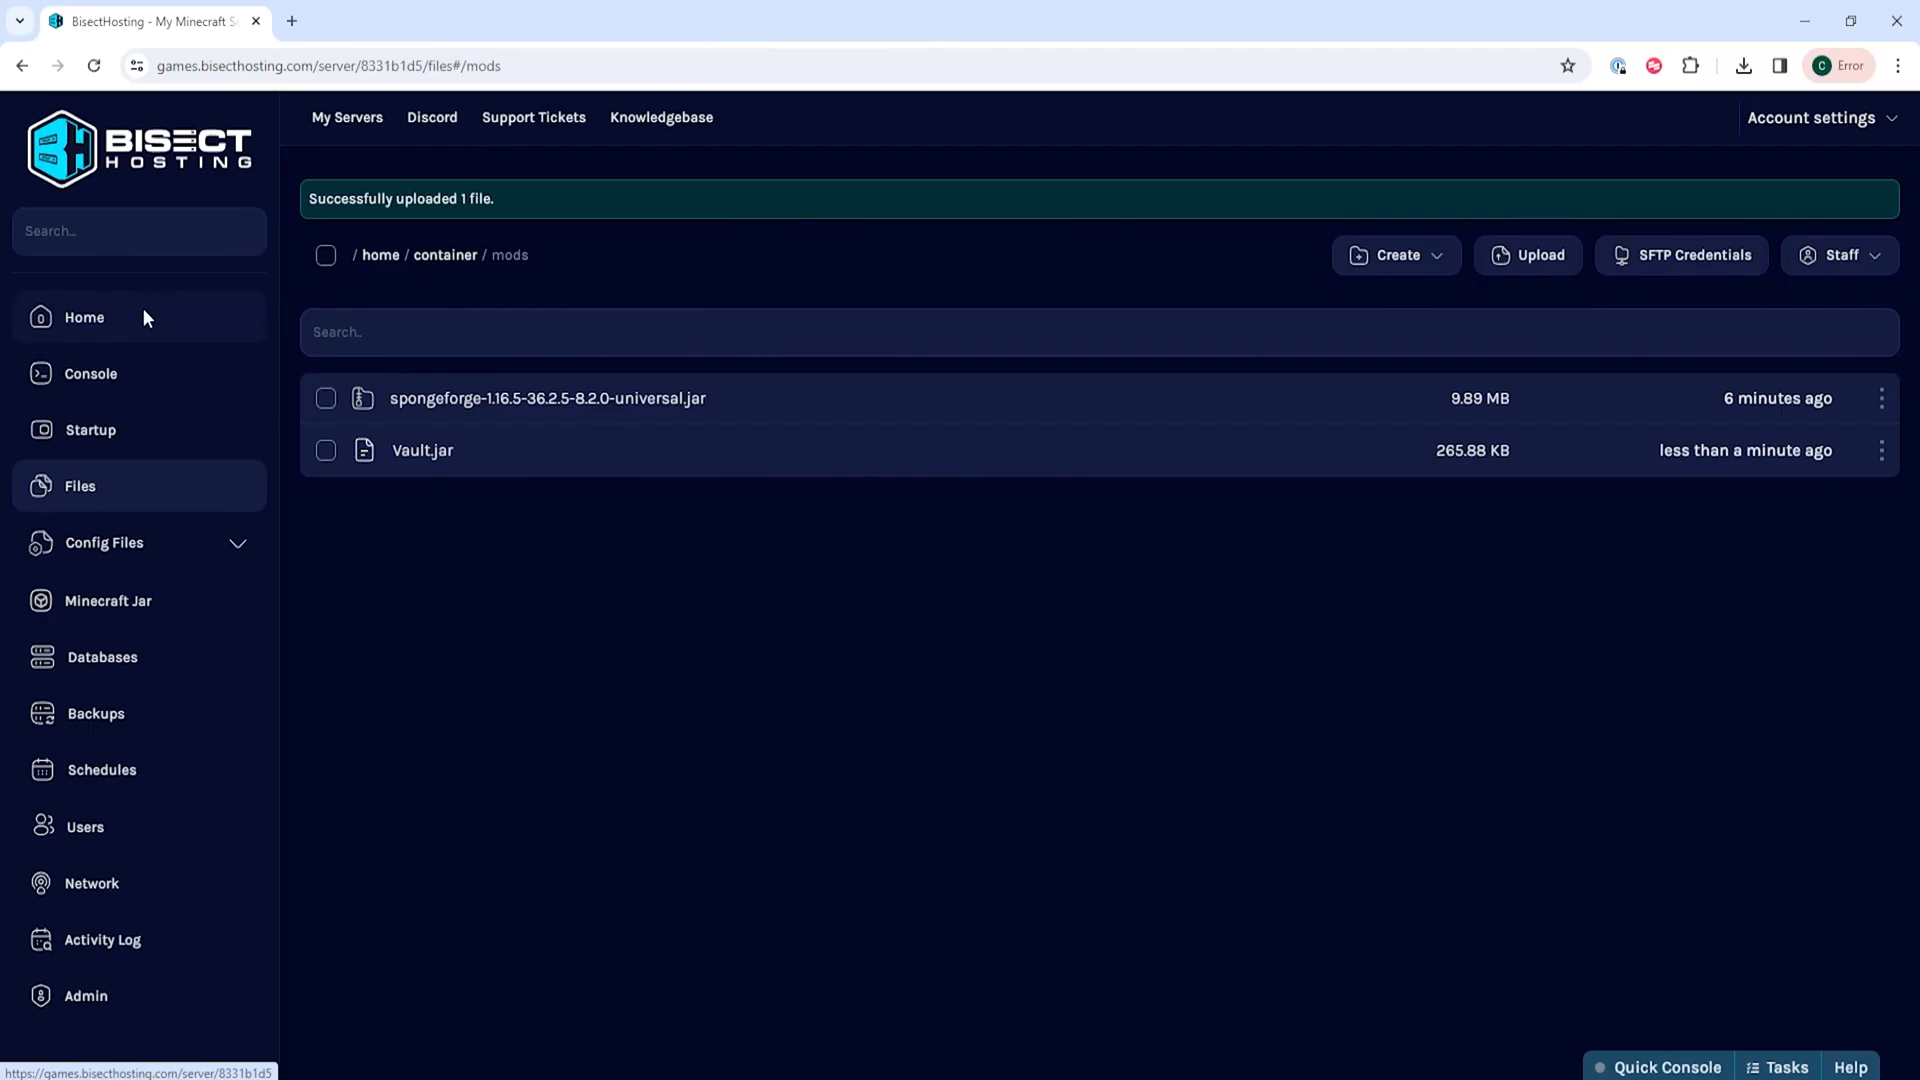 BisectHosting - My Minecraft S
games.bisecthosting.com/server/8331b1d5/files#/mods
C Error
BISECT
HOSTING
My Servers Discord Support Tickets Knowledgebase Account settings
Successfully uploaded 1 file.
Search...
/ home / container / mods Create Upload SFTP Credentials Staff
Home
Search..
Console
spongeforge-1.16.5-36.2.5-8.2.0-universal.jar 9.89 MB 6 minutes ago
Startup
Vault.jar 265.88 KB less than a minute ago
Files
Config Files
Minecraft Jar
Databases
Backups
Schedules
Users
Network
Activity Log
Admin
https://games.bisecthosting.com/server/8331b1d5
Quick Console Tasks Help